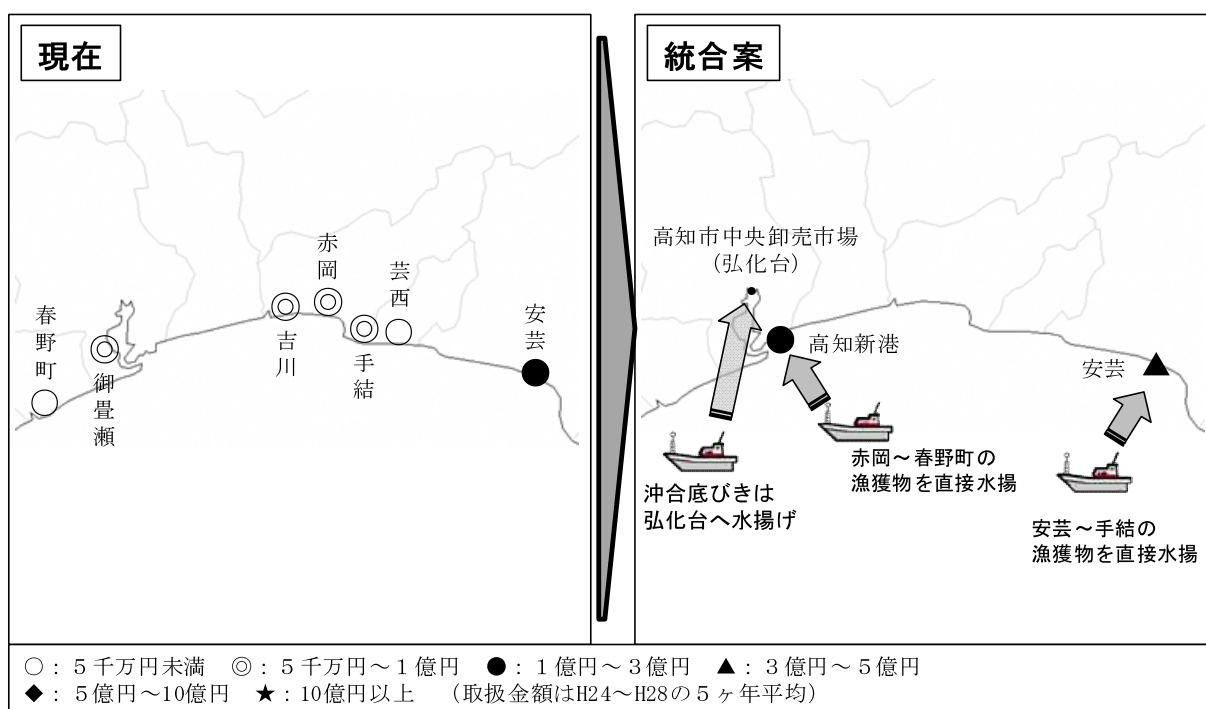 現在
春野町
御畳瀬
吉川
赤岡
手結
芸西
安芸
統合案
高知市中央卸売市場
(弘化台)
高知新港
安芸
沖合底びきは
弘化台へ水揚げ
赤岡～春野町の
漁獲物を直接水揚
安芸～手結の
漁獲物を直接水揚
○：５千万円未満　◎：５千万円～１億円　●：１億円～３億円　▲：３億円～５億円
◆：５億円～10億円　★：10億円以上　（取扱金額はH24～H28の５ヶ年平均）